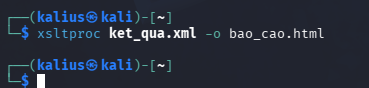 ┌──(kalius㉿kali)-[~]
└─$ xsltproc ket_qua.xml -o bao_cao.html
┌──(kalius㉿kali)-[~]
└─$